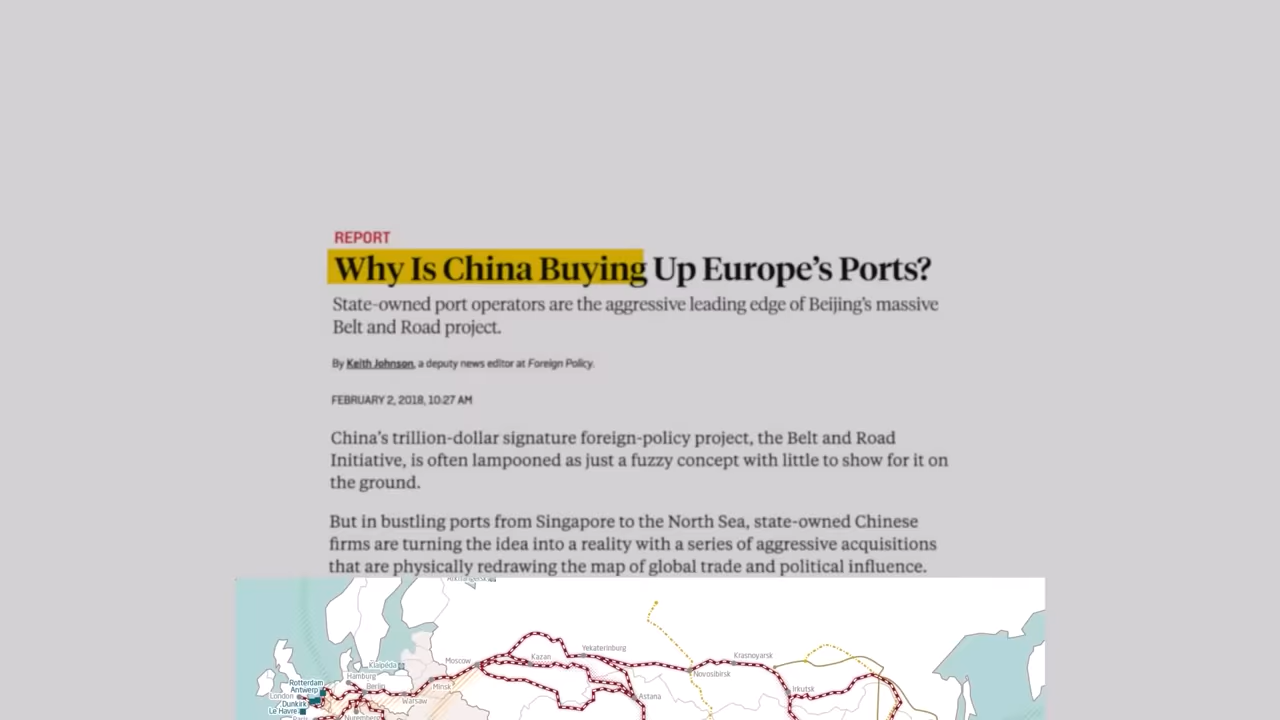 REPORT
Why Is China Buying Up Europe's Ports?
State-owned port operators are the aggressive leading edge of Beijing's massive
Belt and Road project.
By Keith Johnson, a deputy news editor at Foreign Policy.
FEBRUARY 2, 2018, 10:27 AM
China's trillion-dollar signature foreign-policy project, the Belt and Road
Initiative, is often lampooned as just a fuzzy concept with little to show for it on
the ground.
But in bustling ports from Singapore to the North Sea, state-owned Chinese
firms are turning the idea into a reality with a series of aggressive acquisitions
that are physically redrawing the map of global trade and political influence.
Yekaterinburg
Kazan
Krasnoyarsk
Moscow
Klaipėda
Novosibirsk
Hamburg
Rotterdam
Berlin
Minsk
Antwerp
Irkutsk
London
Astana
Warsaw
Dunkirk
Le Havre
Nuremberg
Paris